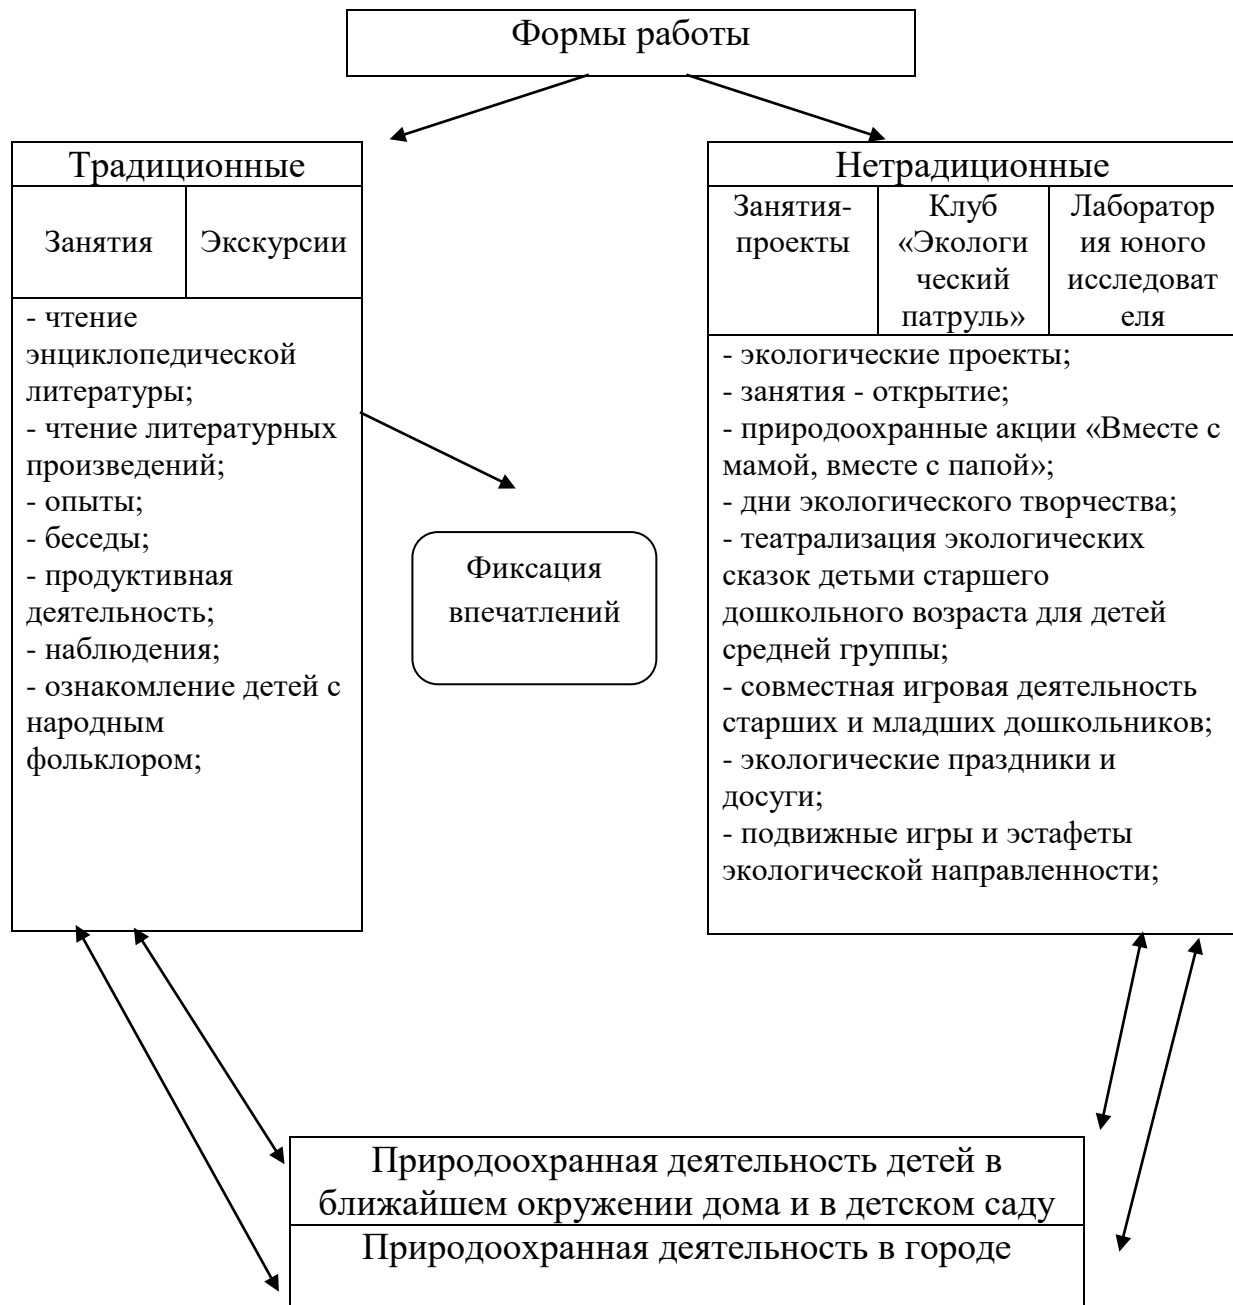 Формы работы
Традиционные
Занятия
Экскурсии
- чтение
энциклопедической
литературы;
- чтение литературных
произведений;
- опыты;
- беседы;
- продуктивная
деятельность;
- наблюдения;
- ознакомление детей с
народным
фольклором;
Фиксация
впечатлений
Нетрадиционные
Занятия-
проекты
Клуб
«Экологи
ческий
патруль»
Лаборатор
ия юного
исследоват
еля
- экологические проекты;
- занятия - открытие;
- природоохранные акции «Вместе с
мамой, вместе с папой»;
- дни экологического творчества;
- театрализация экологических
сказок детьми старшего
дошкольного возраста для детей
средней группы;
- совместная игровая деятельность
старших и младших дошкольников;
- экологические праздники и
досуги;
- подвижные игры и эстафеты
экологической направленности;
Природоохранная деятельность детей в
ближайшем окружении дома и в детском саду
Природоохранная деятельность в городе